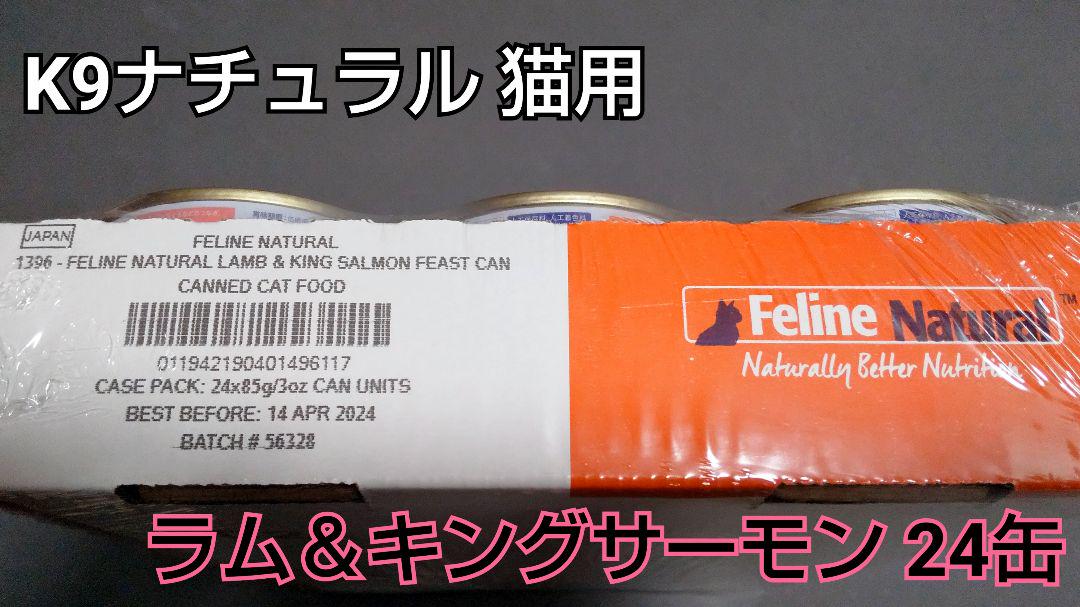 K9ナチュラル 猫用
JAPAN
FELINE NATURAL
1396 - FELINE NATURAL LAMB & KING SALMON FEAST CAN
CANNED CAT FOOD
011942190401496117
CASE PACK: 24x85g/3oz CAN UNITS
BEST BEFORE: 14 APR 2024
BATCH # 56328
Feline Natural™
Naturally Better Nutrition
ラム＆キングサーモン 24缶